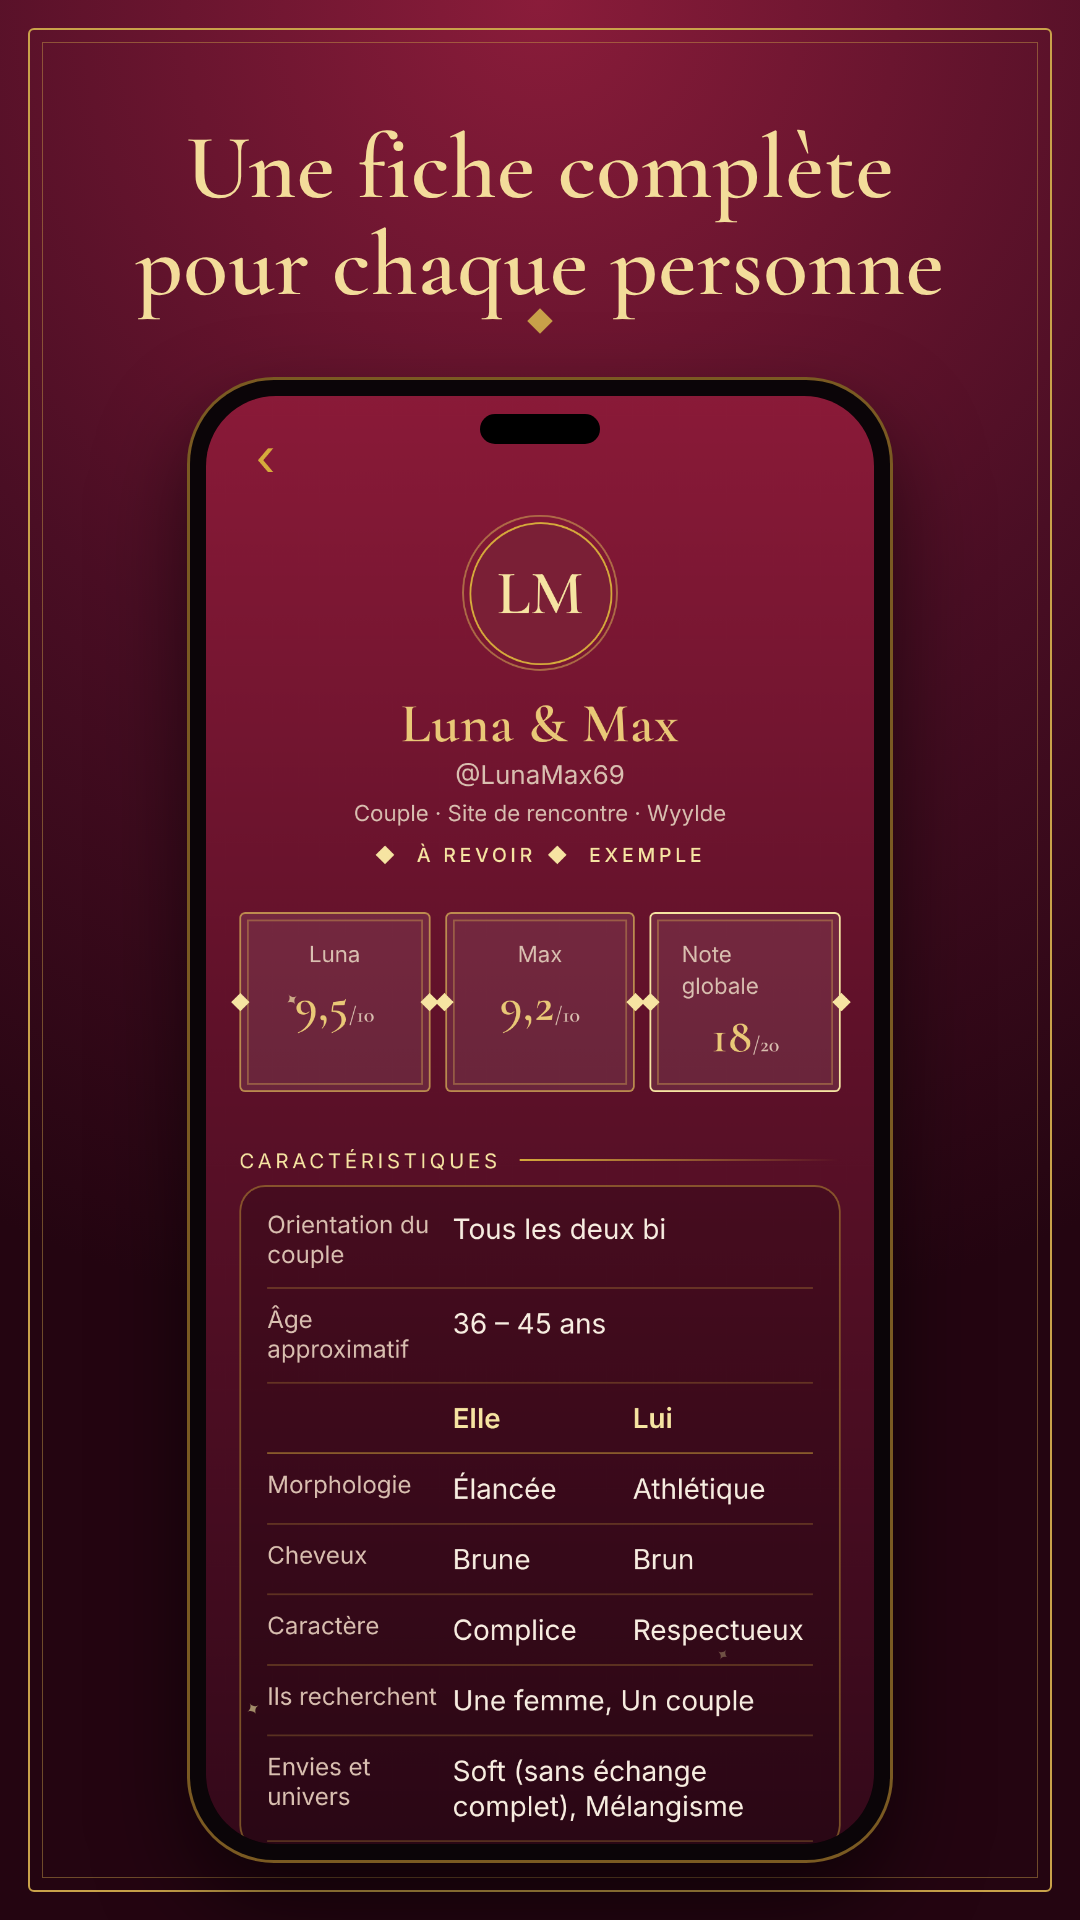 Une fiche complète
pour chaque personne
LM
Luna & Max
@LunaMax69
Couple · Site de rencontre · Wyylde
À REVOIR EXEMPLE
Luna
9,5/10
Max
9,2/10
Note
globale
18/20
CARACTÉRISTIQUES
Orientation du
couple
Tous les deux bi
Âge
approximatif
36 – 45 ans
Elle Lui
Morphologie Élancée Athlétique
Cheveux Brune Brun
Caractère Complice Respectueux
Ils recherchent Une femme, Un couple
Envies et
univers
Soft (sans échange
complet), Mélangisme